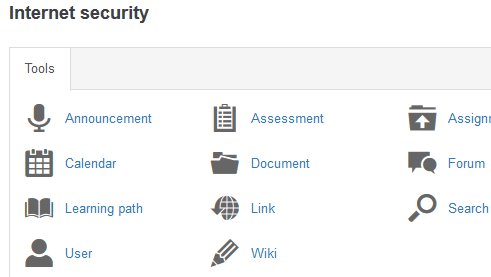 Internet security
Tools
Announcement Assessment Assign
Calendar Document Forum
Learning path Link Search
User Wiki